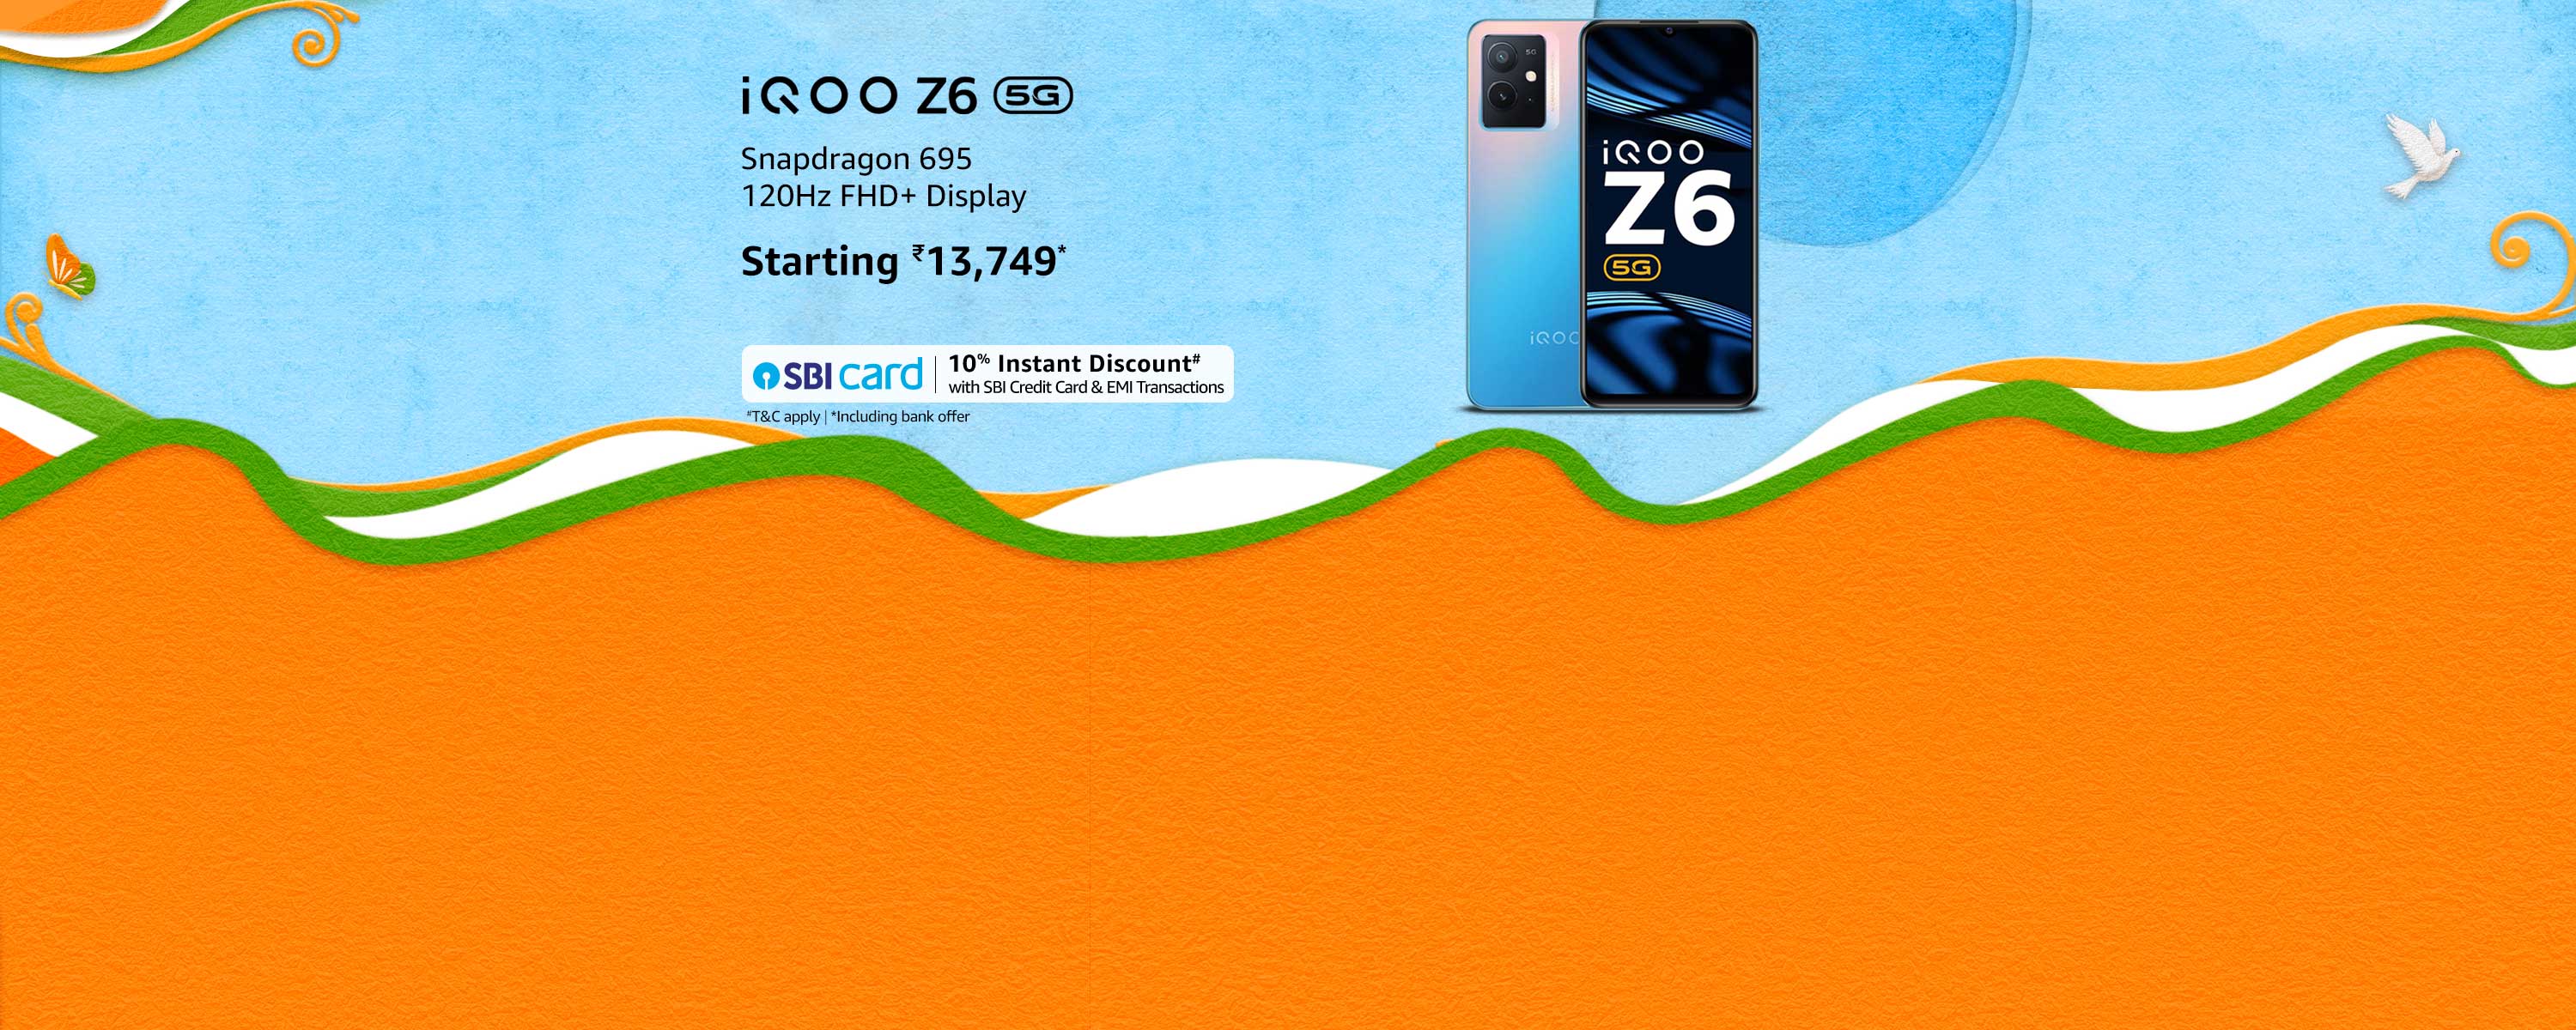 iQOO Z6 5G
Snapdragon 695
120Hz FHD+ Display
Starting ₹13,749*
SBI card
10% Instant Discount#
with SBI Credit Card & EMI Transactions
#T&C apply | *Including bank offer
5G
iQOO
iQOO
Z6
5G